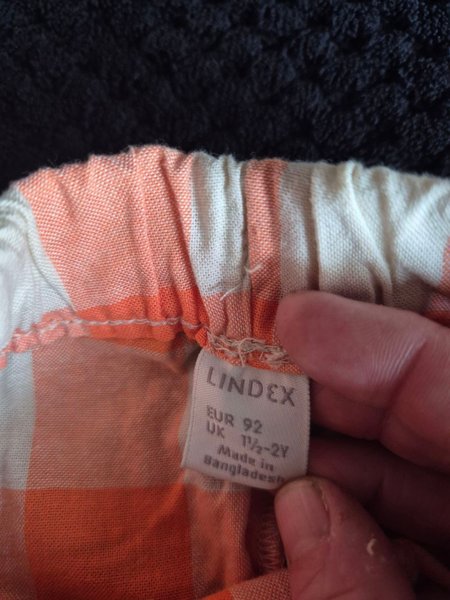 LINDEX
EUR 92
UK 1½-2Y
Made in
Bangladesh